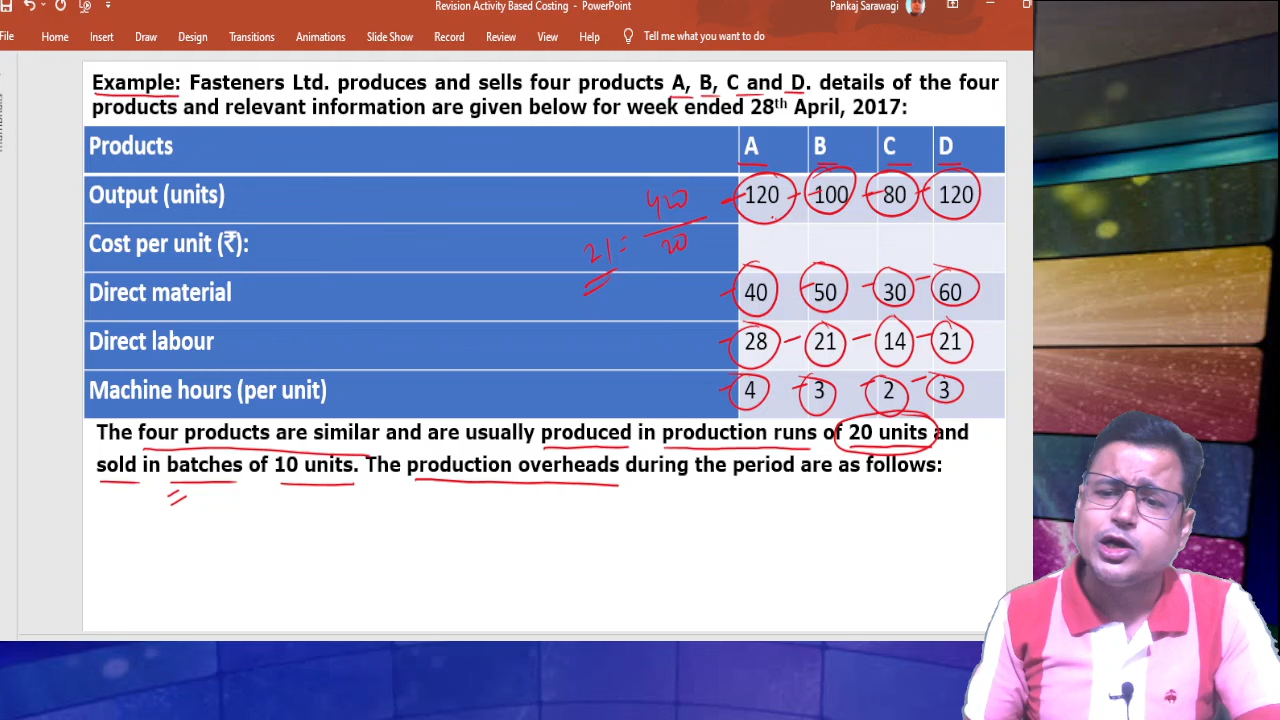 Revision Activity Based Costing - PowerPoint
Pankaj Sarawagi
File Home Insert Draw Design Transitions Animations Slide Show Record Review View Help Tell me what you want to do
Example: Fasteners Ltd. produces and sells four products A, B, C and D. details of the four
products and relevant information are given below for week ended 28th April, 2017:
Products A B C D
Output (units) 120 100 80 120
420
20
21 =
Cost per unit (₹):
Direct material 40 50 30 60
Direct labour 28 21 14 21
Machine hours (per unit) 4 3 2 3
The four products are similar and are usually produced in production runs of 20 units and
sold in batches of 10 units. The production overheads during the period are as follows: